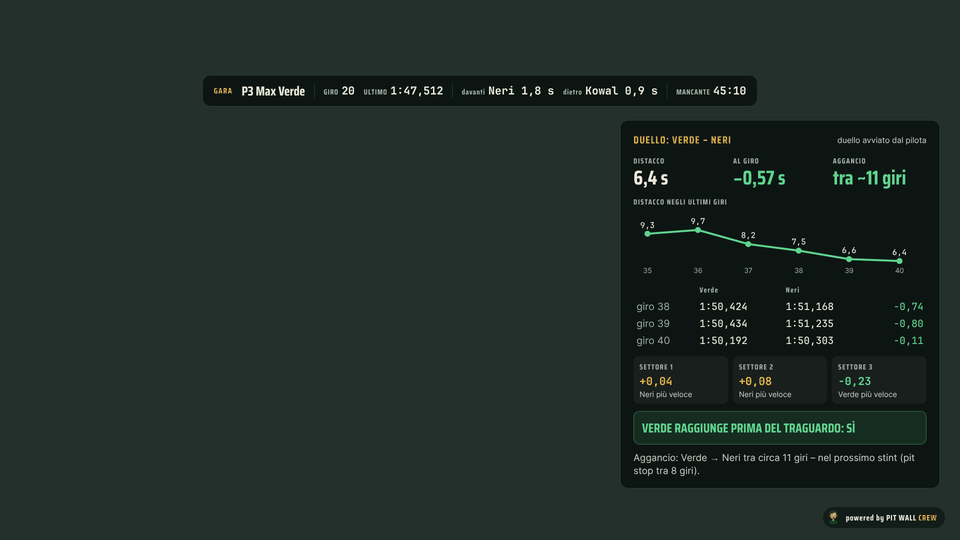 GARA P3 Max Verde GIRO 20 ULTIMO 1:47,512 davanti Neri 1,8 s dietro Kowal 0,9 s MANCANTE 45:10
DUELLO: VERDE – NERI duello avviato dal pilota
DISTACCO AL GIRO AGGANCIO
6,4 s –0,57 s tra ~11 giri
DISTACCO NEGLI ULTIMI GIRI
9,3 9,7 8,2 7,5 6,6 6,4
35 36 37 38 39 40
Verde Neri
giro 38 1:50,424 1:51,168 -0,74
giro 39 1:50,434 1:51,235 -0,80
giro 40 1:50,192 1:50,303 -0,11
SETTORE 1 SETTORE 2 SETTORE 3
+0,04 +0,08 -0,23
Neri più veloce Neri più veloce Verde più veloce
VERDE RAGGIUNGE PRIMA DEL TRAGUARDO: SÌ
Aggancio: Verde → Neri tra circa 11 giri – nel prossimo stint (pit
stop tra 8 giri).
powered by PIT WALL CREW